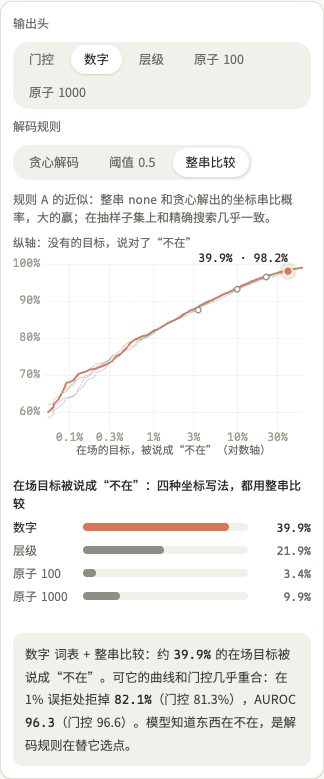 输出头
门控 数字 层级 原子 100
原子 1000
解码规则
贪心解码 阈值 0.5 整串比较
规则 A 的近似：整串 none 和贪心解出的坐标串比概
率，大的赢；在抽样子集上和精确搜索几乎一致。
纵轴：没有的目标，说对了“不在”
39.9% · 98.2%
100%
90%
80%
70%
60%
0.1% 0.3% 1% 3% 10% 30%
在场的目标，被说成“不在”（对数轴）
在场目标被说成“不在”：四种坐标写法，都用整串比
较
数字 39.9%
层级 21.9%
原子 100 3.4%
原子 1000 9.9%
数字 词表 + 整串比较：约 39.9% 的在场目标被
说成“不在”。可它的曲线和门控几乎重合：在
1% 误拒处拒掉 82.1%（门控 81.3%），AUROC
96.3（门控 96.6）。模型知道东西在不在，是解
码规则在替它选点。